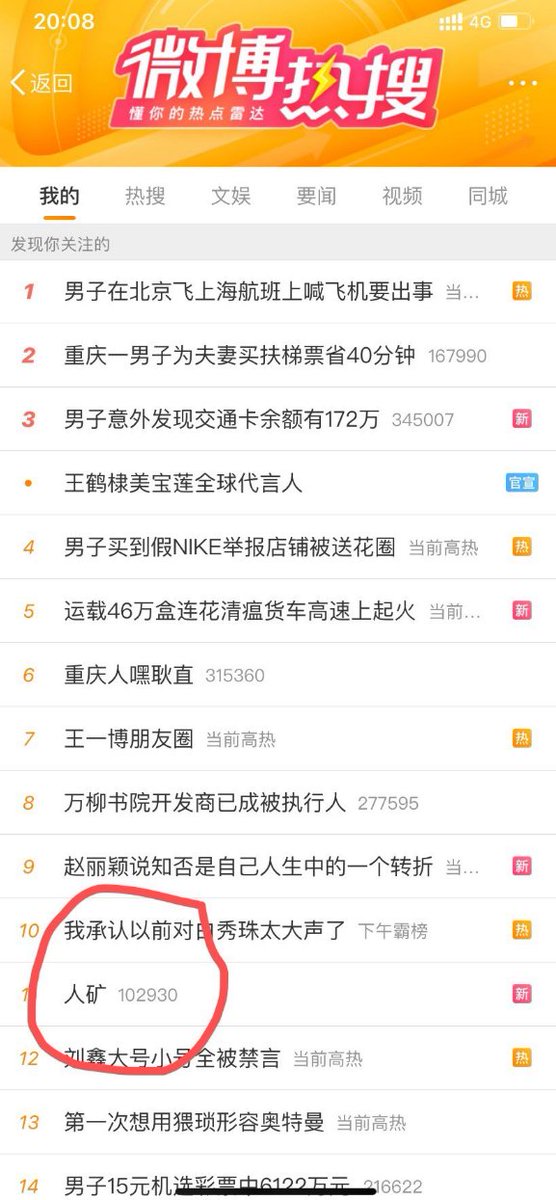 20:08
4G
微博热搜
懂你的热点雷达
返回
我的 热搜 文娱 要闻 视频 同城
发现你关注的
1 男子在北京飞上海航班上喊飞机要出事 当... 热
2 重庆一男子为夫妻买扶梯票省40分钟 167990
3 男子意外发现交通卡余额有172万 345007 新
王鹤棣美宝莲全球代言人 官宣
4 男子买到假NIKE举报店铺被送花圈 当前高热 热
5 运载46万盒连花清瘟货车高速上起火 当前... 新
6 重庆人嘿耿直 315360
7 王一博朋友圈 当前高热 热
8 万柳书院开发商已成被执行人 277595
9 赵丽颖说知否是自己人生中的一个转折 当... 新
10 我承认以前对白秀珠太大声了 下午霸榜 热
11 人矿 102930 新
12 刘鑫大号小号全被禁言 当前高热 热
13 第一次想用猥琐形容奥特曼 当前高热
14 男子15元机选彩票中6122万元 216622